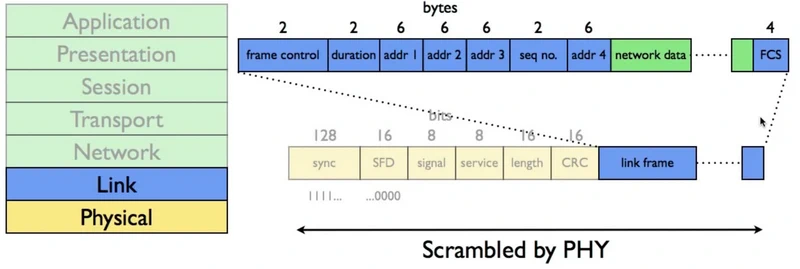 Application
Presentation
Session
Transport
Network
Link
Physical
bytes
2 2 6 6 6 2 6 4
frame control duration addr 1 addr 2 addr 3 seq no. addr 4 network data FCS
bits
128 16 8 8 16 16
sync SFD signal service length CRC link frame
1111... ...0000
Scrambled by PHY